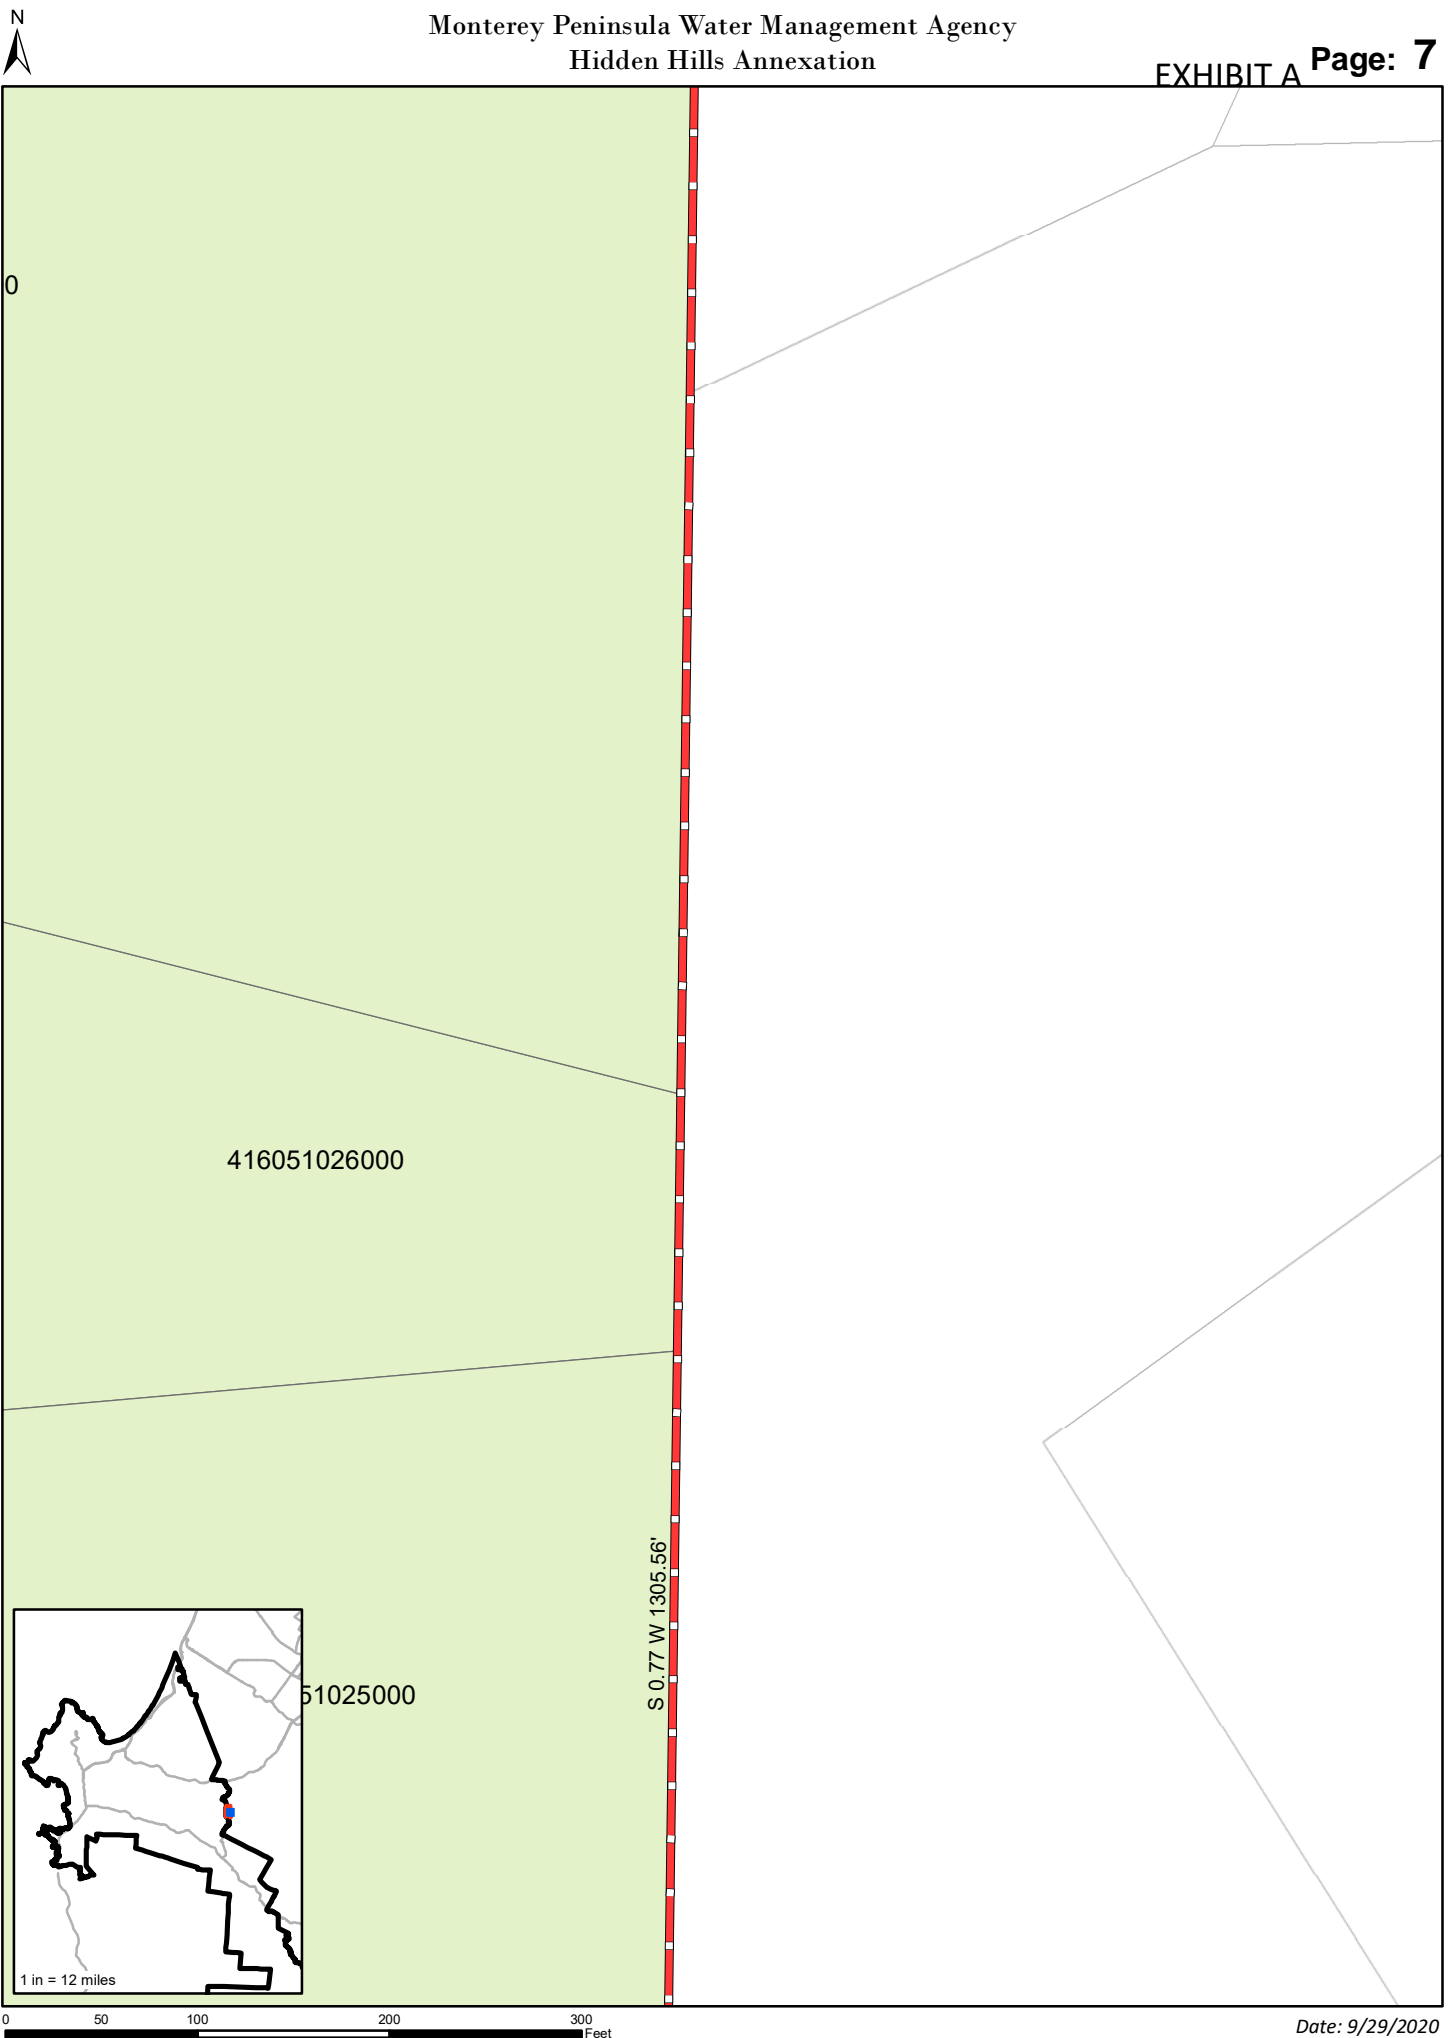 N
Monterey Peninsula Water Management Agency
Hidden Hills Annexation
EXHIBIT A
Page: 7
0
416051026000
S 0.77 W 1305.56'
51025000
1 in = 12 miles
0 50 100 200 300
Feet
Date: 9/29/2020